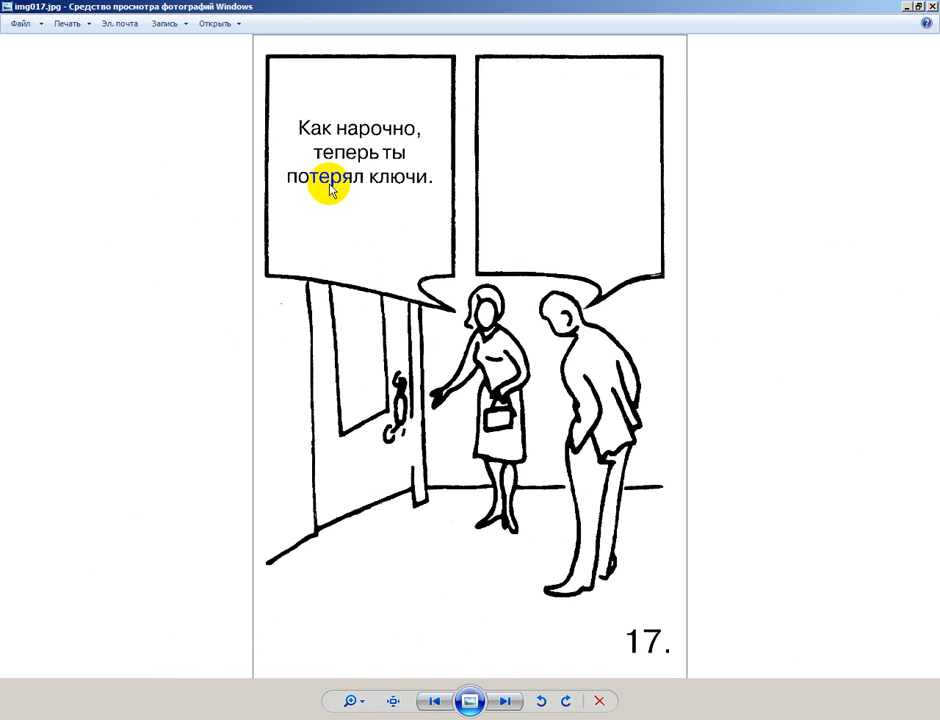 img017.jpg - Средство просмотра фотографий Windows
Файл Печать Эл. почта Запись Открыть
Как нарочно,
теперь ты
потерял ключи.
17.